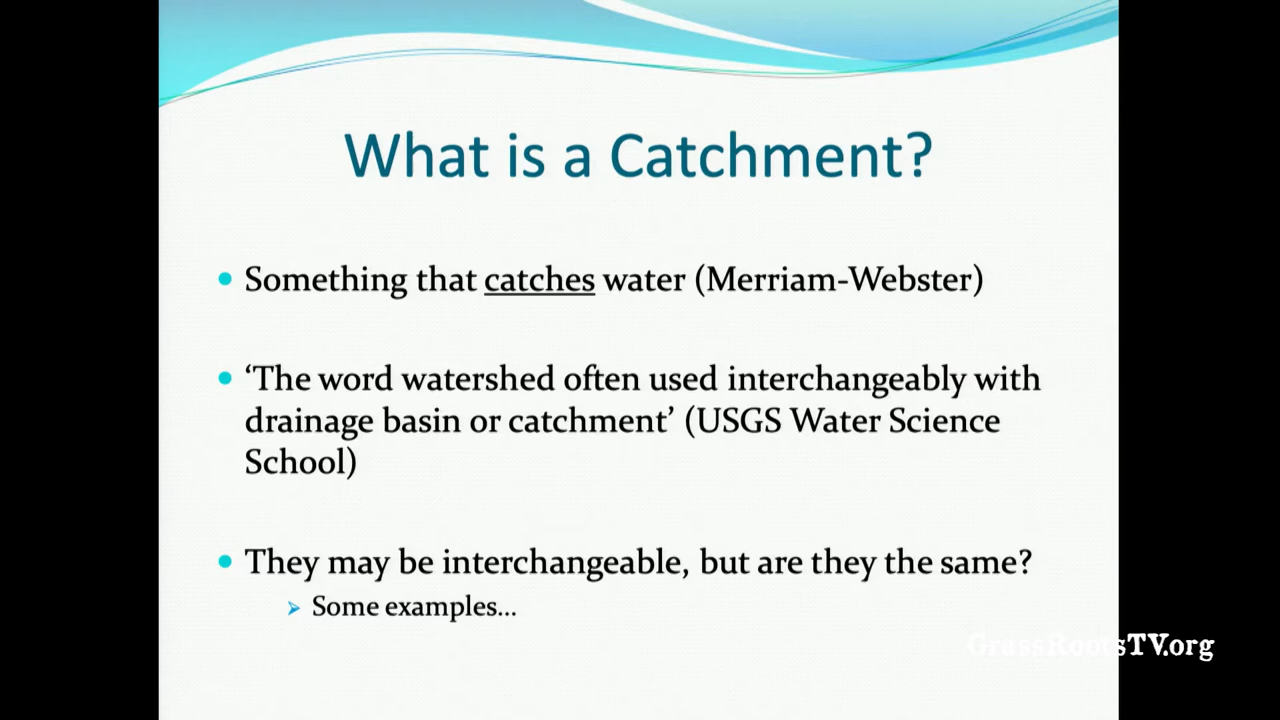 What is a Catchment?
Something that catches water (Merriam-Webster)
‘The word watershed often used interchangeably with
drainage basin or catchment’ (USGS Water Science
School)
They may be interchangeable, but are they the same?
Some examples…
GrassRootsTV.org